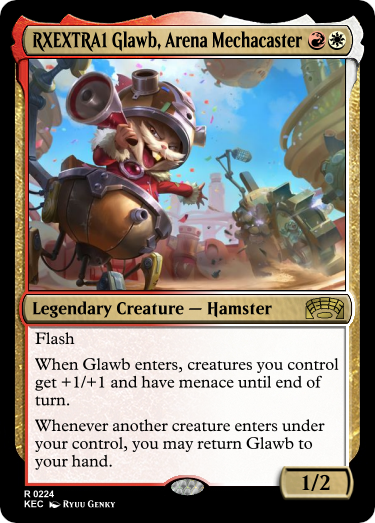 RXEXTRA1 Glawb, Arena Mechacaster
Legendary Creature — Hamster
Flash
When Glawb enters, creatures you control
get +1/+1 and have menace until end of
turn.
Whenever another creature enters under
your control, you may return Glawb to
your hand.
1/2
R 0224
KEC Ryuu Genky